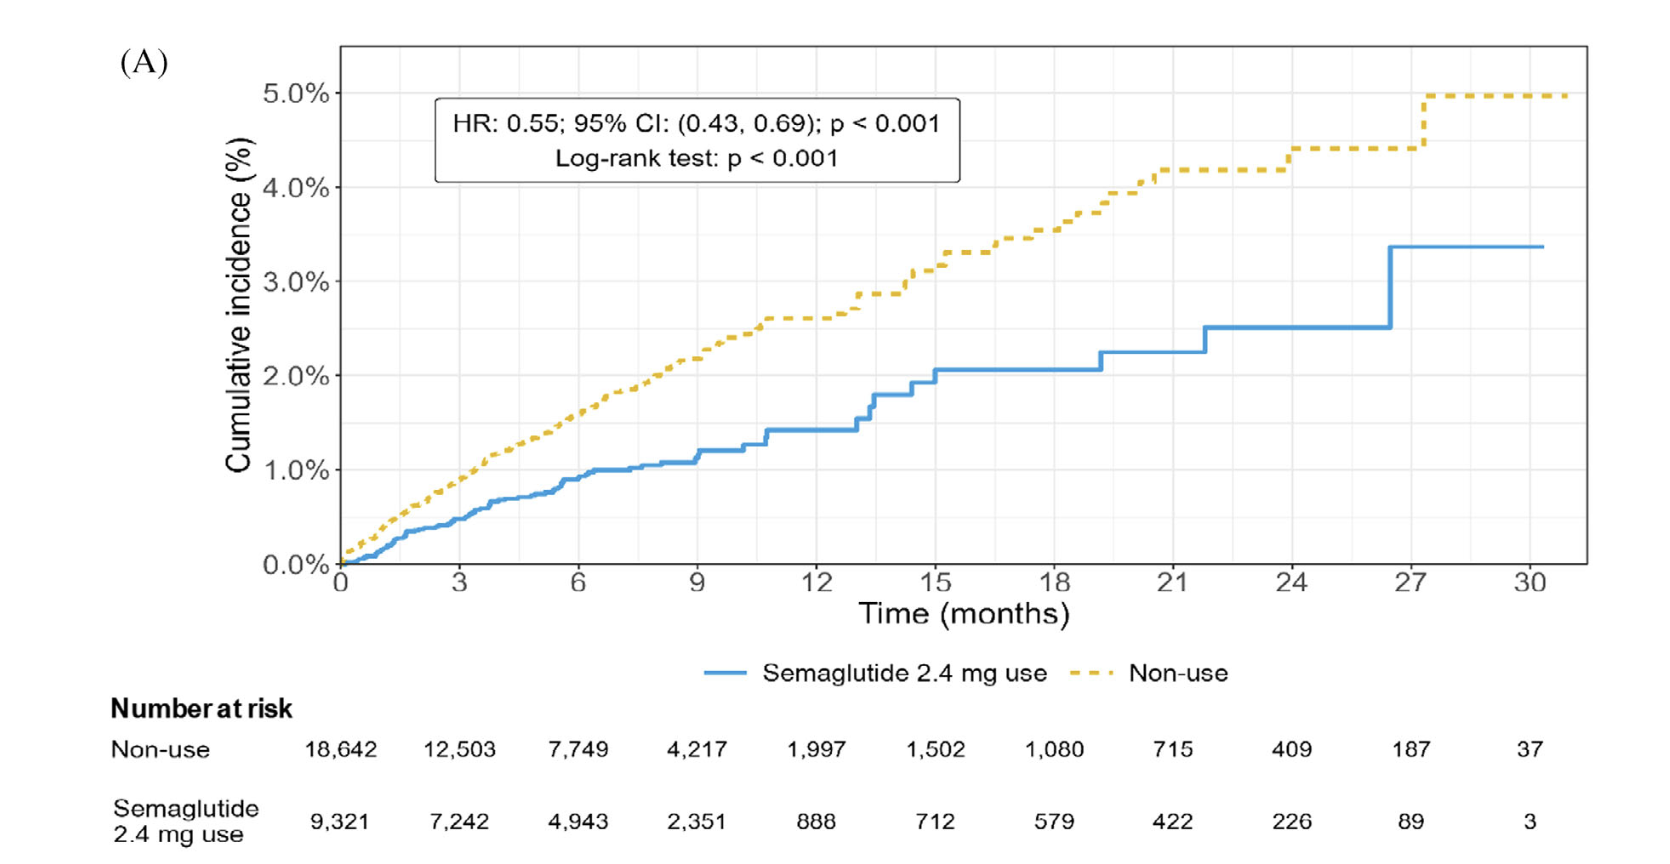 (A)
HR: 0.55; 95% CI: (0.43, 0.69); p < 0.001
Log-rank test: p < 0.001
Cumulative incidence (%)
5.0%
4.0%
3.0%
2.0%
1.0%
0.0%
0 3 6 9 12 15 18 21 24 27 30
Time (months)
Semaglutide 2.4 mg use Non-use
Number at risk
Non-use 18,642 12,503 7,749 4,217 1,997 1,502 1,080 715 409 187 37
Semaglutide
2.4 mg use 9,321 7,242 4,943 2,351 888 712 579 422 226 89 3